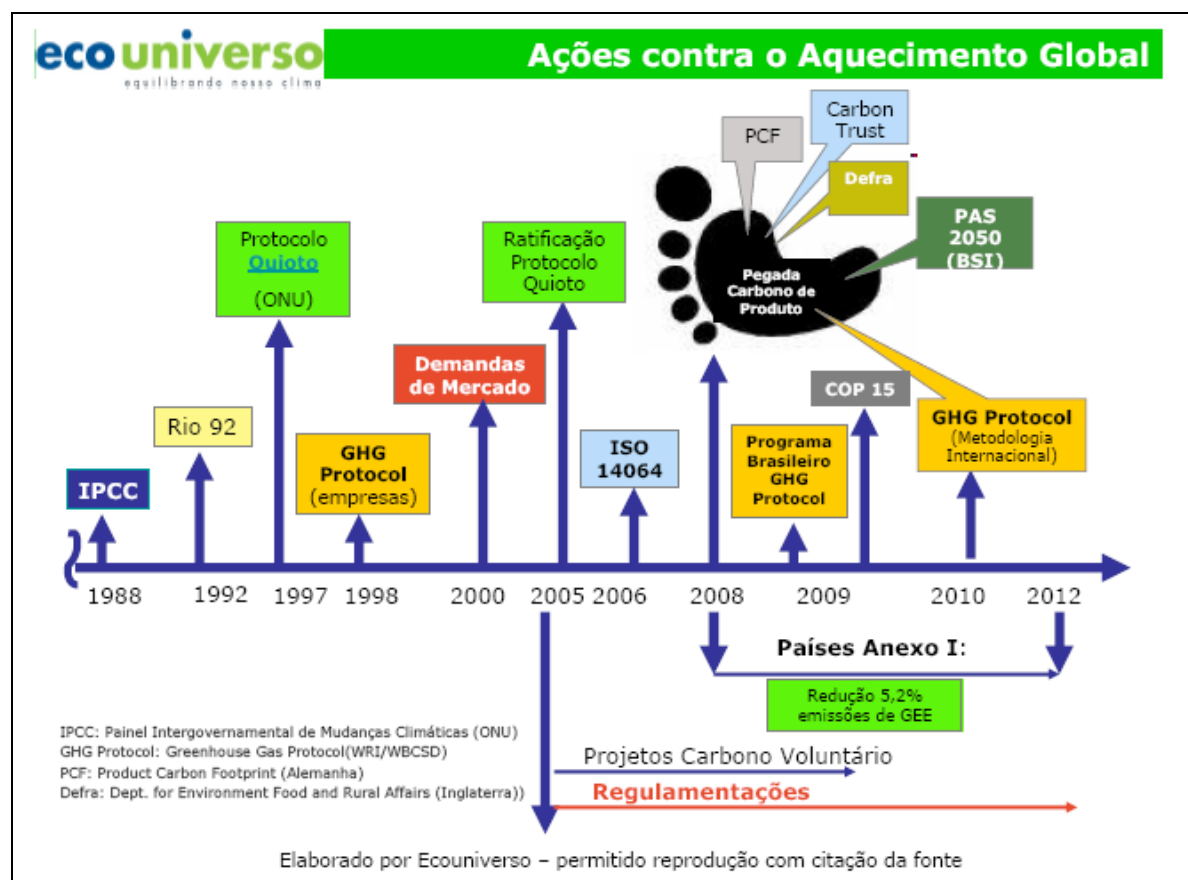 eco universo
equilibrando nosso clima
Ações contra o Aquecimento Global
PCF
Carbon
Trust
Defra
PAS
2050
(BSI)
Pegada
Carbono de
Produto
Protocolo
Quioto
(ONU)
Ratificação
Protocolo
Quioto
Demandas
de Mercado
COP 15
GHG Protocol
(Metodologia
Internacional)
Rio 92
GHG
Protocol
(empresas)
ISO
14064
Programa
Brasileiro
GHG
Protocol
IPCC
1988
1992
1997
1998
2000
2005
2006
2008
2009
2010
2012
Países Anexo I:
Redução 5,2%
emissões de GEE
IPCC: Painel Intergovernamental de Mudanças Climáticas (ONU)
GHG Protocol: Greenhouse Gas Protocol(WRI/WBCSD)
PCF: Product Carbon Footprint (Alemanha)
Defra: Dept. for Environment Food and Rural Affairs (Inglaterra))
Projetos Carbono Voluntário
Regulamentações
Elaborado por Ecouniverso – permitido reprodução com citação da fonte